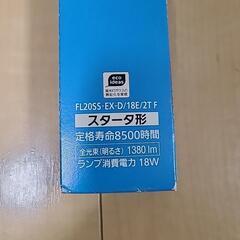 eco
ideas
FL20SS・EX-D/18E/2T F
スタータ形
定格寿命8500時間
全光束(明るさ) 1380 lm
ランプ消費電力 18W